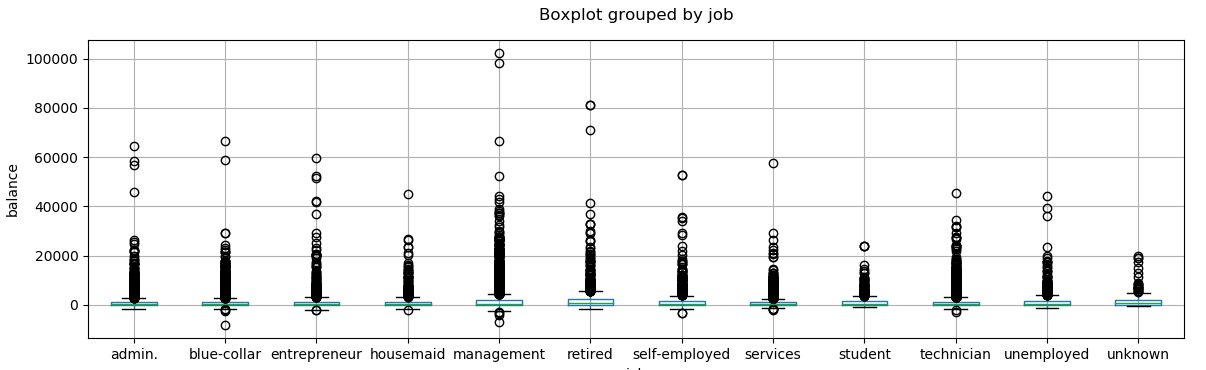 Boxplot grouped by job
100000
80000
60000
40000
20000
0
balance
admin. blue-collar entrepreneur housemaid management retired self-employed services student technician unemployed unknown